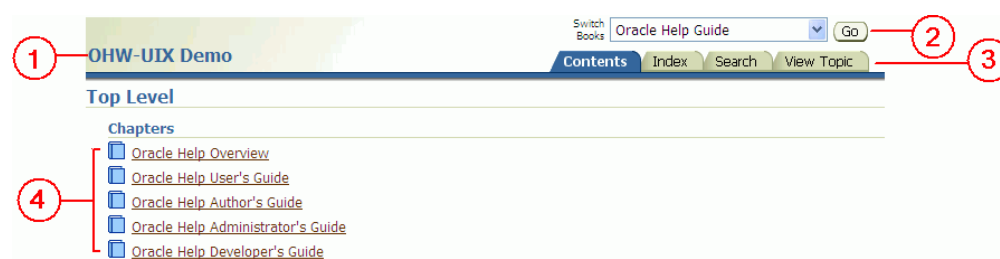 Switch
Books Oracle Help Guide Go
2
1
OHW-UIX Demo
Contents Index Search View Topic
3
Top Level
Chapters
Oracle Help Overview
Oracle Help User's Guide
4
Oracle Help Author's Guide
Oracle Help Administrator's Guide
Oracle Help Developer's Guide